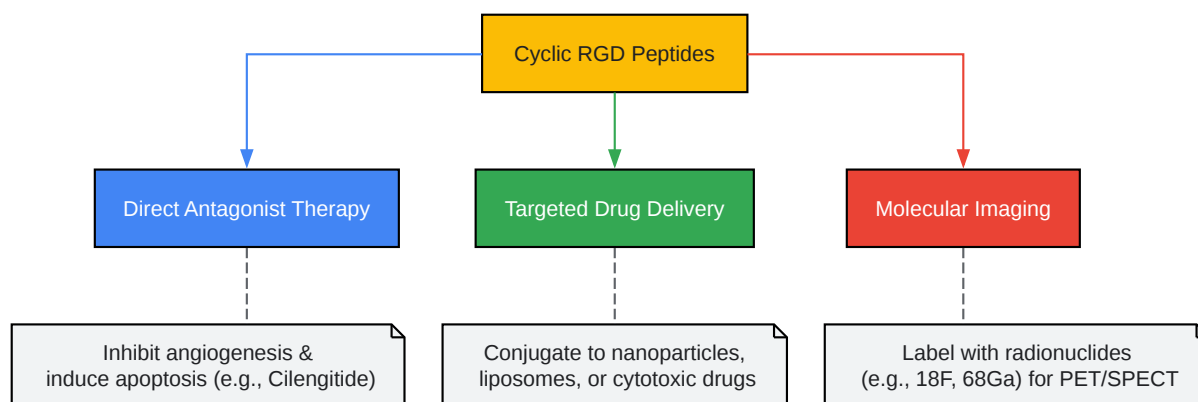 Cyclic RGD Peptides
Direct Antagonist Therapy
Targeted Drug Delivery
Molecular Imaging
Inhibit angiogenesis &
induce apoptosis (e.g., Cilengitide)
Conjugate to nanoparticles,
liposomes, or cytotoxic drugs
Label with radionuclides
(e.g., 18F, 68Ga) for PET/SPECT